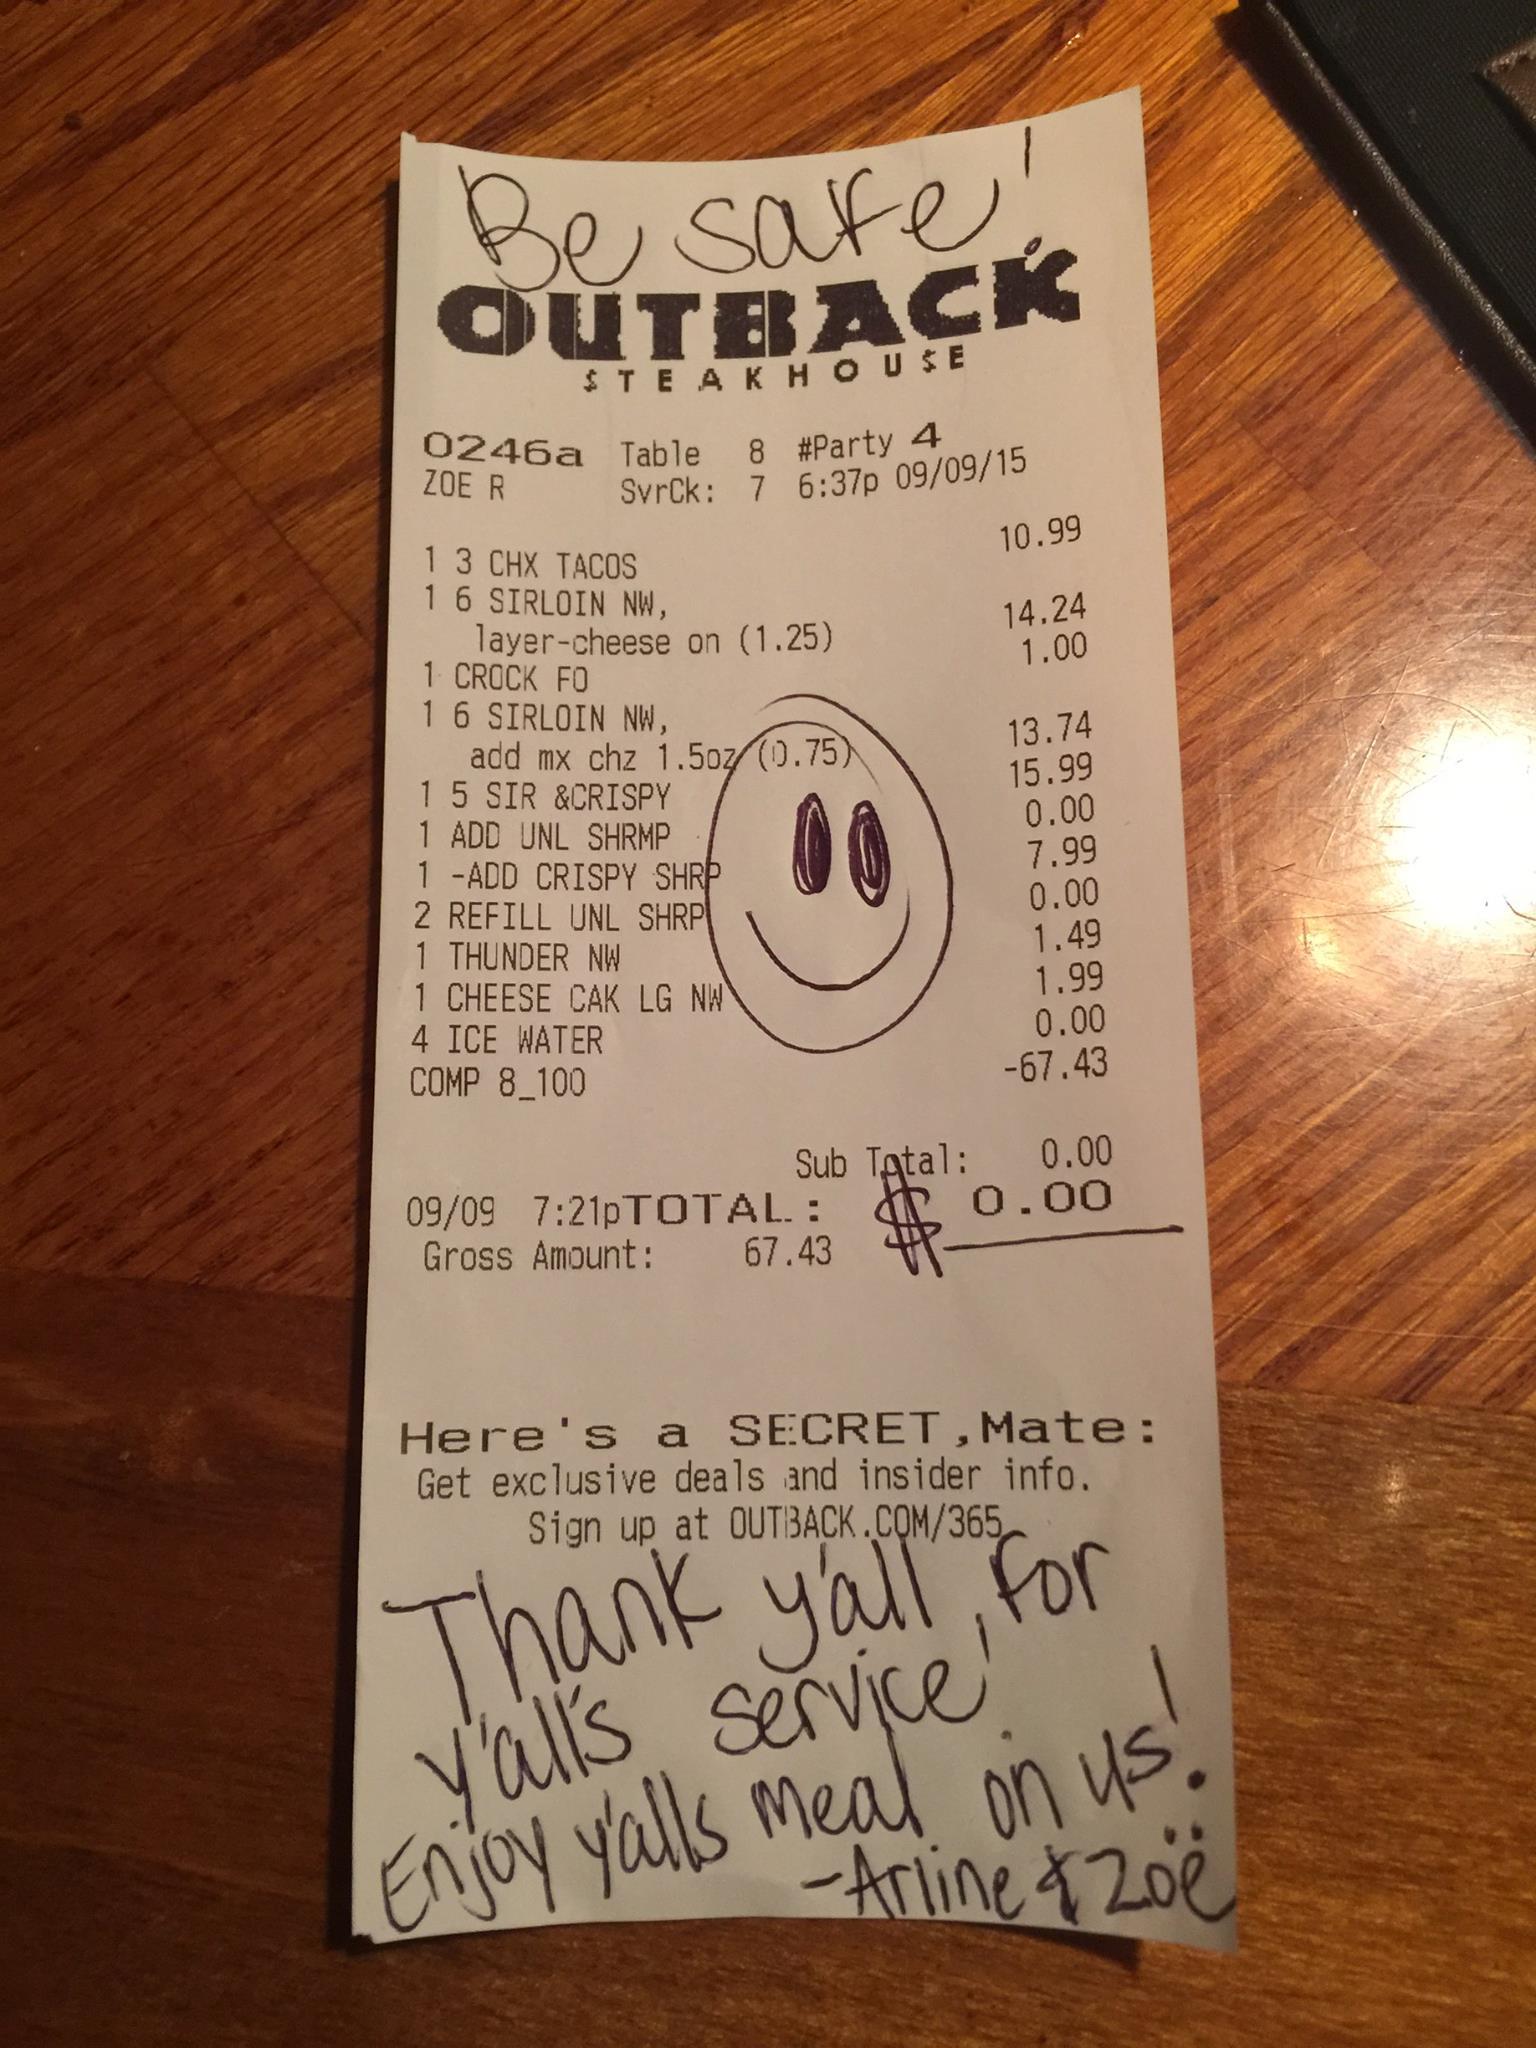 Be safe!
OUTBACK
STEAKHOUSE
0246a Table 8 #Party 4
ZOE R SvrCk: 7 6:37p 09/09/15
1 3 CHX TACOS 10.99
1 6 SIRLOIN NW, 14.24
layer-cheese on (1.25)
1 CROCK FO 1.00
1 6 SIRLOIN NW, 13.74
add mx chz 1.5oz (0.75)
1 5 SIR &CRISPY 15.99
1 ADD UNL SHRMP 0.00
1 -ADD CRISPY SHRP 7.99
2 REFILL UNL SHRP 0.00
1 THUNDER NW 1.49
1 CHEESE CAK LG NW 1.99
4 ICE WATER 0.00
COMP 8_100 -67.43
Sub Total: 0.00
09/09 7:21pTOTAL: $ 0.00
Gross Amount: 67.43
Here's a SECRET,Mate:
Get exclusive deals and insider info.
Sign up at OUTBACK.COM/365
Thank y'all, for
y'all's service!
Enjoy y'alls meal on us!
-Arline & Zoë